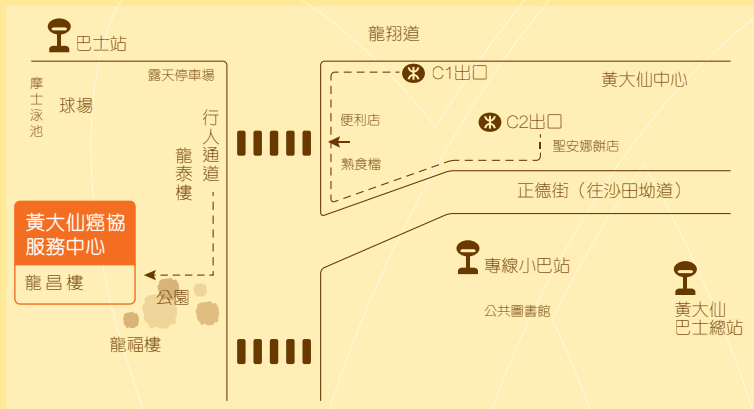 巴士站
龍翔道
露天停車場
C1出口
黃大仙中心
摩士泳池
球場
行人通道
便利店
C2出口
聖安娜餅店
龍泰樓
熟食檔
正德街（往沙田坳道）
黃大仙癌協
服務中心
龍昌樓
公園
龍福樓
專線小巴站
公共圖書館
黃大仙
巴士總站